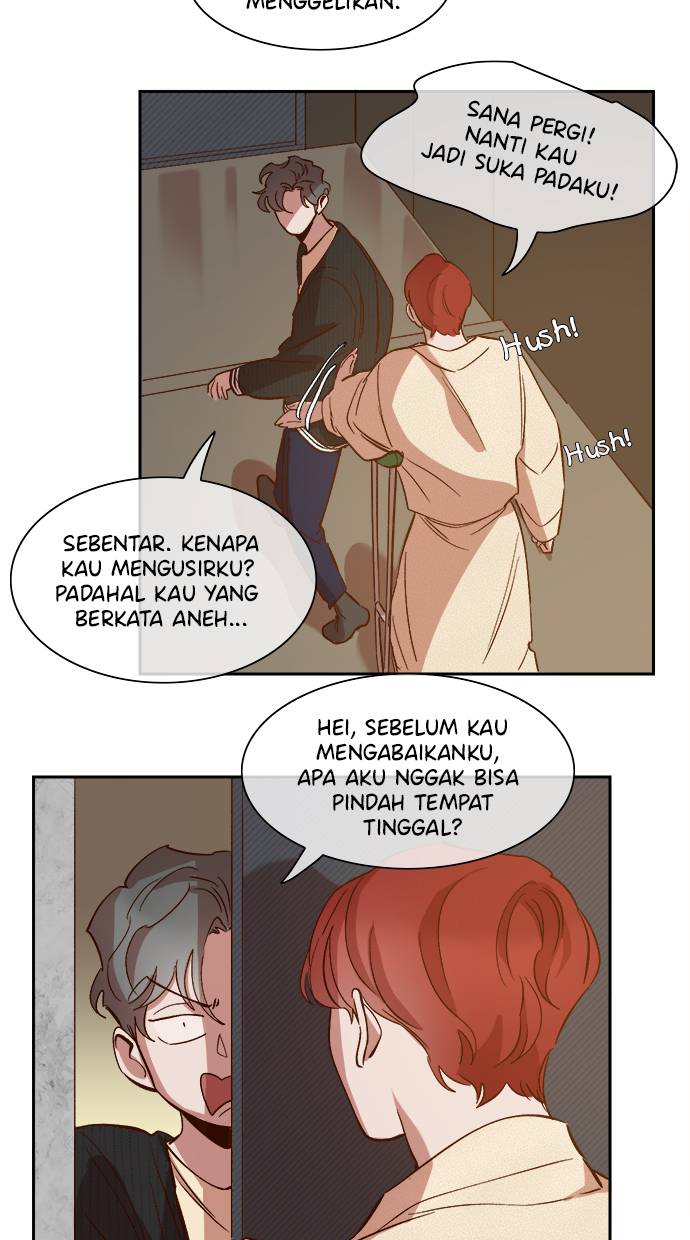 MENGGELIKAN.
SANA PERGI!
NANTI KAU
JADI SUKA PADAKU!
Hush!
Hush!
SEBENTAR. KENAPA
KAU MENGUSIRKU?
PADAHAL KAU YANG
BERKATA ANEH...
HEI, SEBELUM KAU
MENGABAIKANKU,
APA AKU NGGAK BISA
PINDAH TEMPAT
TINGGAL?